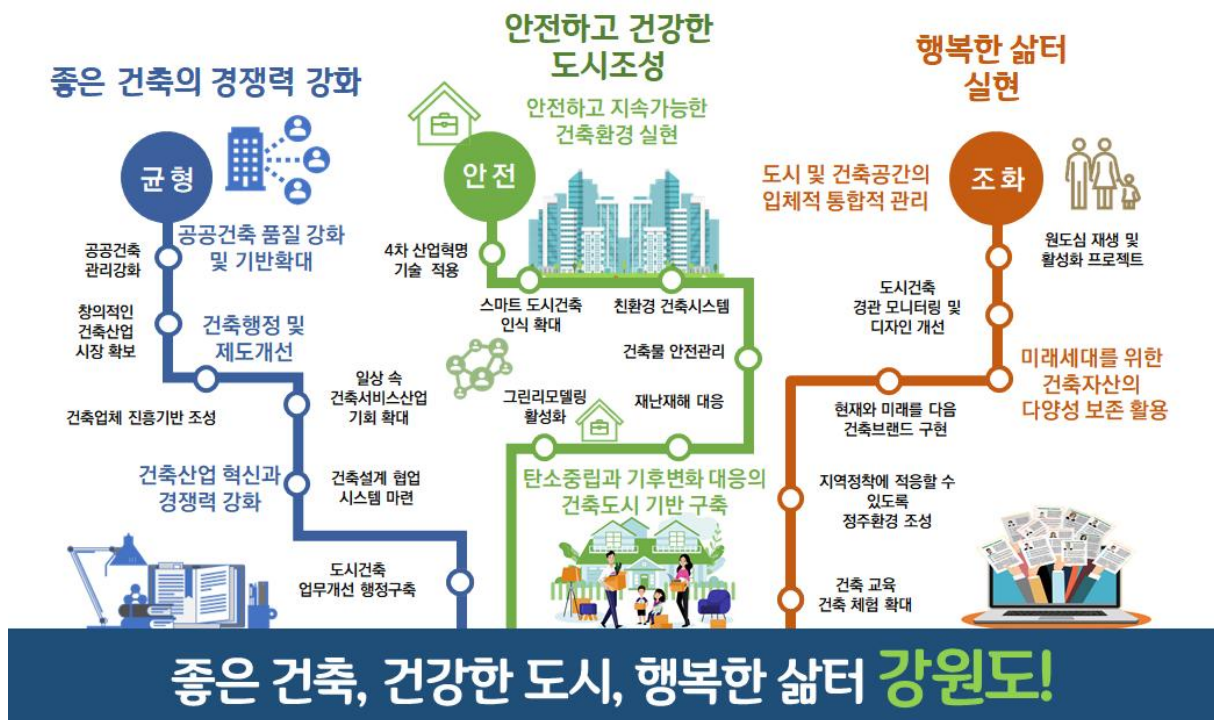 좋은 건축의 경쟁력 강화
균형
공공건축 품질 강화
및 기반확대
공공건축
관리강화
창의적인
건축산업
시장 확보
건축행정 및
제도개선
건축업체 진흥기반 조성
일상 속
건축서비스산업
기회 확대
건축산업 혁신과
경쟁력 강화
건축설계 협업
시스템 마련
도시건축
업무개선 행정구축
안전하고 건강한
도시조성
안전하고 지속가능한
건축환경 실현
안전
4차 산업혁명
기술 적용
스마트 도시건축
인식 확대
친환경 건축시스템
건축물 안전관리
재난재해 대응
그린리모델링
활성화
탄소중립과 기후변화 대응의
건축도시 기반 구축
행복한 삶터
실현
조화
도시 및 건축공간의
입체적 통합적 관리
원도심 재생 및
활성화 프로젝트
도시건축
경관 모니터링 및
디자인 개선
미래세대를 위한
건축자산의
다양성 보존 활용
현재와 미래를 다음
건축브랜드 구현
지역정착에 적응할 수
있도록
정주환경 조성
건축 교육
건축 체험 확대
좋은 건축, 건강한 도시, 행복한 삶터 강원도!